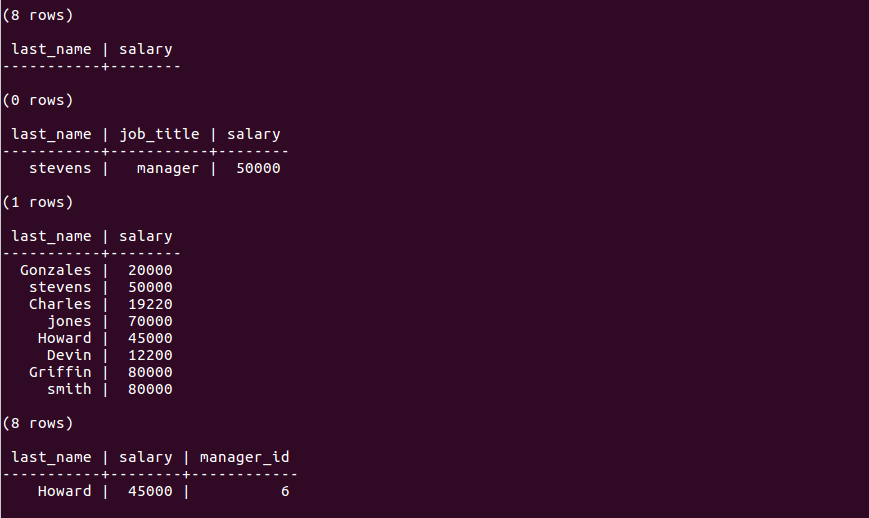 (8 rows)
last_name | salary
-----------+--------
(0 rows)
last_name | job_title | salary
-----------+-----------+--------
stevens | manager | 50000
(1 rows)
last_name | salary
-----------+--------
Gonzales | 20000
stevens | 50000
Charles | 19220
jones | 70000
Howard | 45000
Devin | 12200
Griffin | 80000
smith | 80000
(8 rows)
last_name | salary | manager_id
-----------+--------+------------
Howard | 45000 | 6